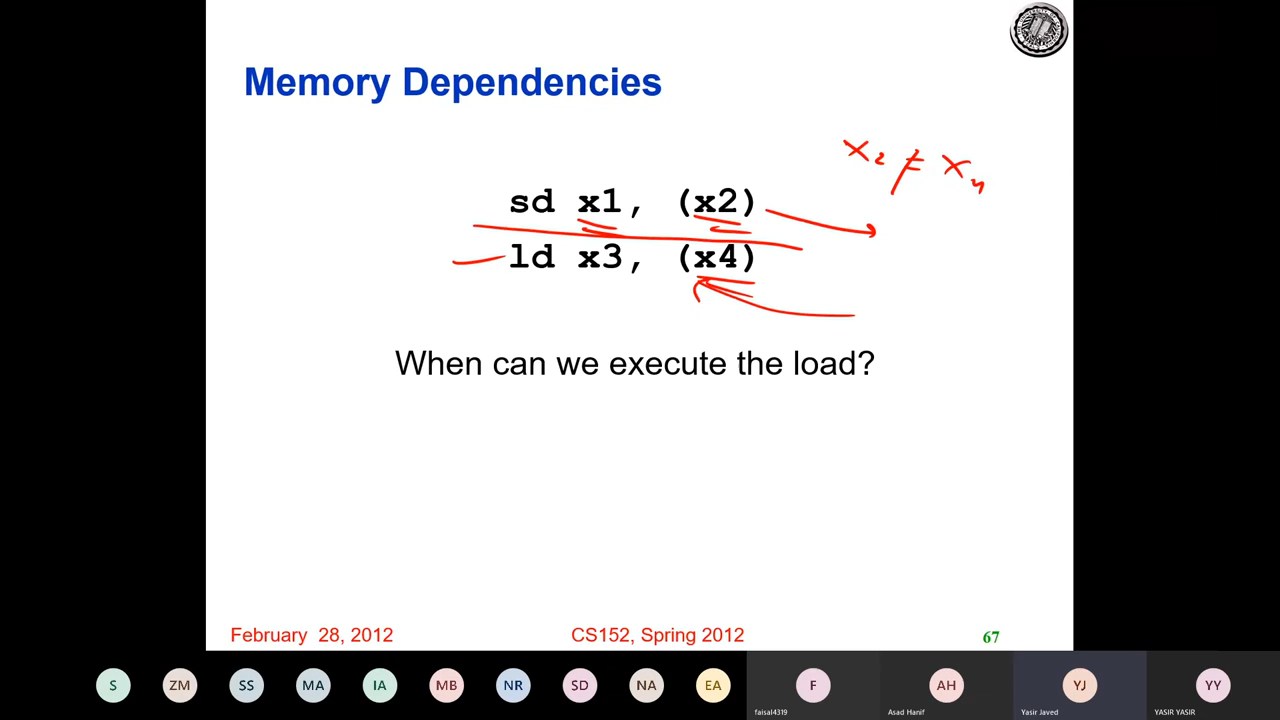 Memory Dependencies
x2 ≠ x4
sd x1, (x2)
ld x3, (x4)
When can we execute the load?
February 28, 2012 CS152, Spring 2012 67
S ZM SS MA IA MB NR SD NA EA F AH YJ YY
faisal4319 Asad Hanif Yasir Javed YASIR YASIR